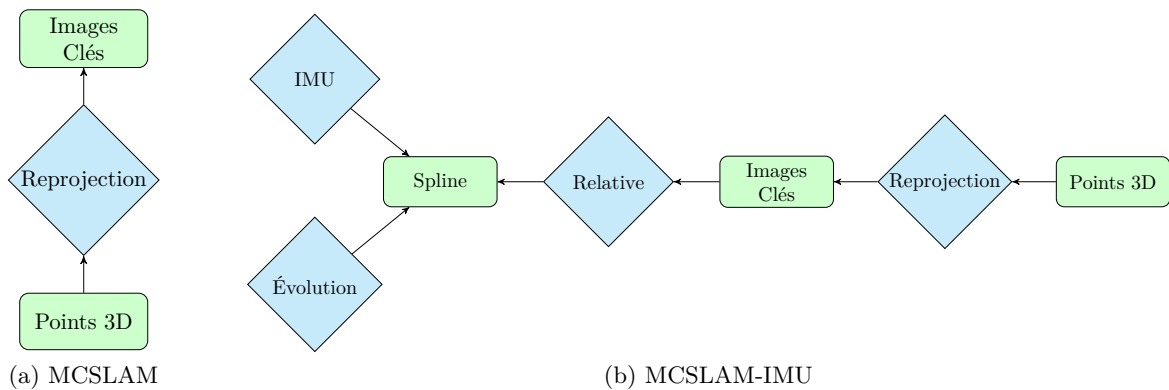 Images
Clés
Reprojection
Points 3D
(a) MCSLAM
IMU
Évolution
Spline
Relative
Images
Clés
Reprojection
Points 3D
(b) MCSLAM-IMU